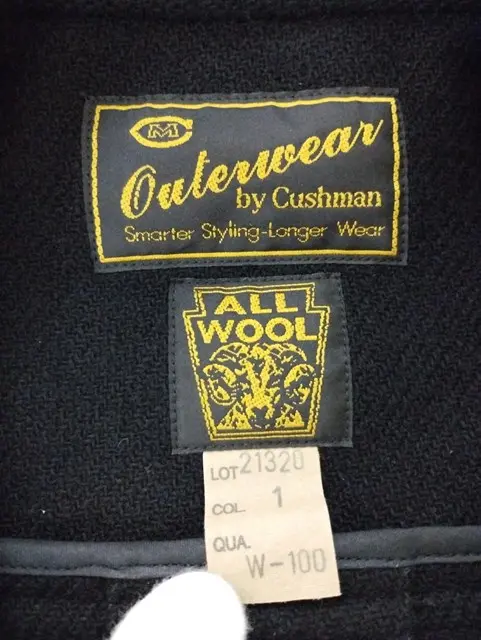 CM
Outerwear
by Cushman
Smarter Styling-Longer Wear
ALL
WOOL
LOT 21320
COL. 1
QUA.
W-100